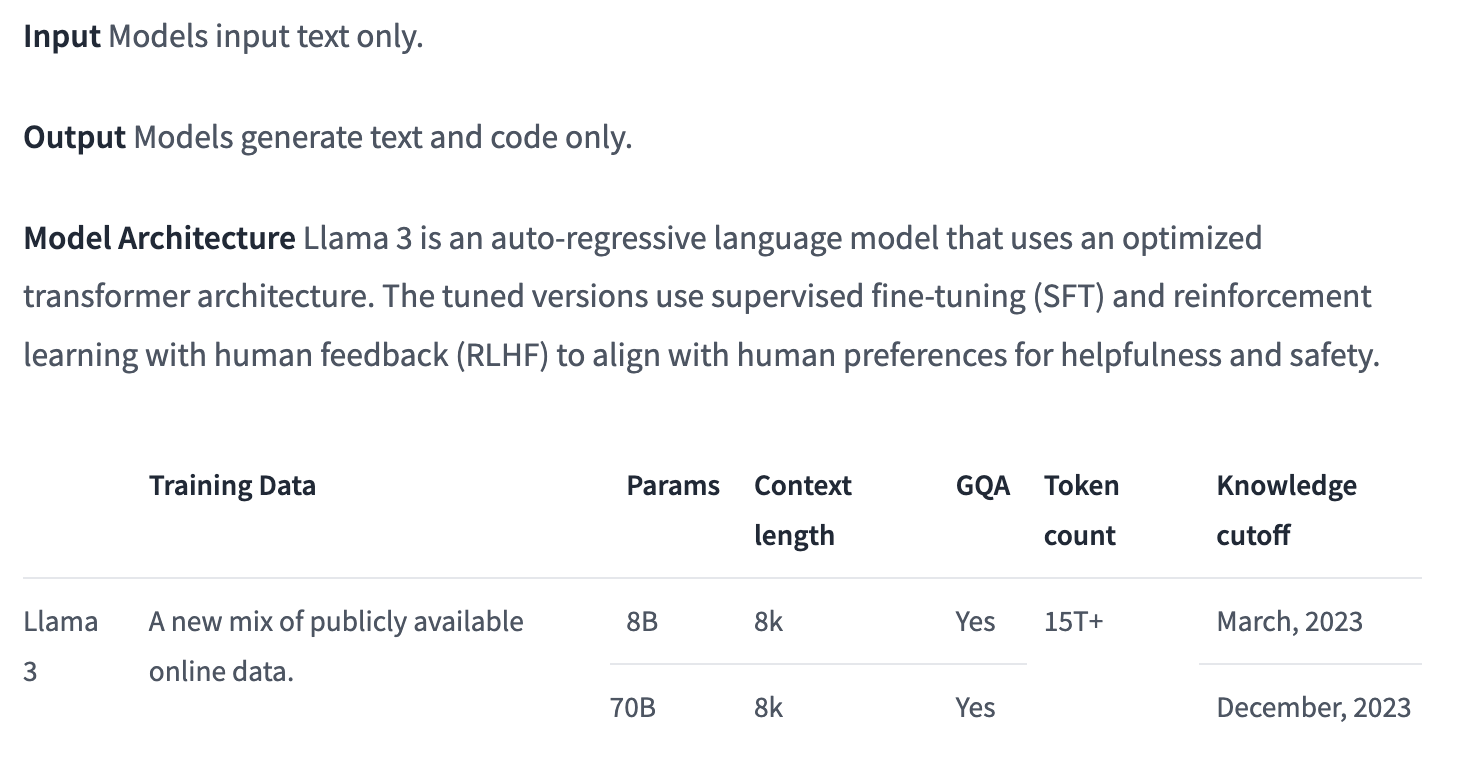 Input Models input text only.
Output Models generate text and code only.
Model Architecture Llama 3 is an auto-regressive language model that uses an optimized
transformer architecture. The tuned versions use supervised fine-tuning (SFT) and reinforcement
learning with human feedback (RLHF) to align with human preferences for helpfulness and safety.
Training Data Params Context length GQA Token count Knowledge cutoff
Llama 3 A new mix of publicly available online data. 8B 8k Yes 15T+ March, 2023
70B 8k Yes December, 2023